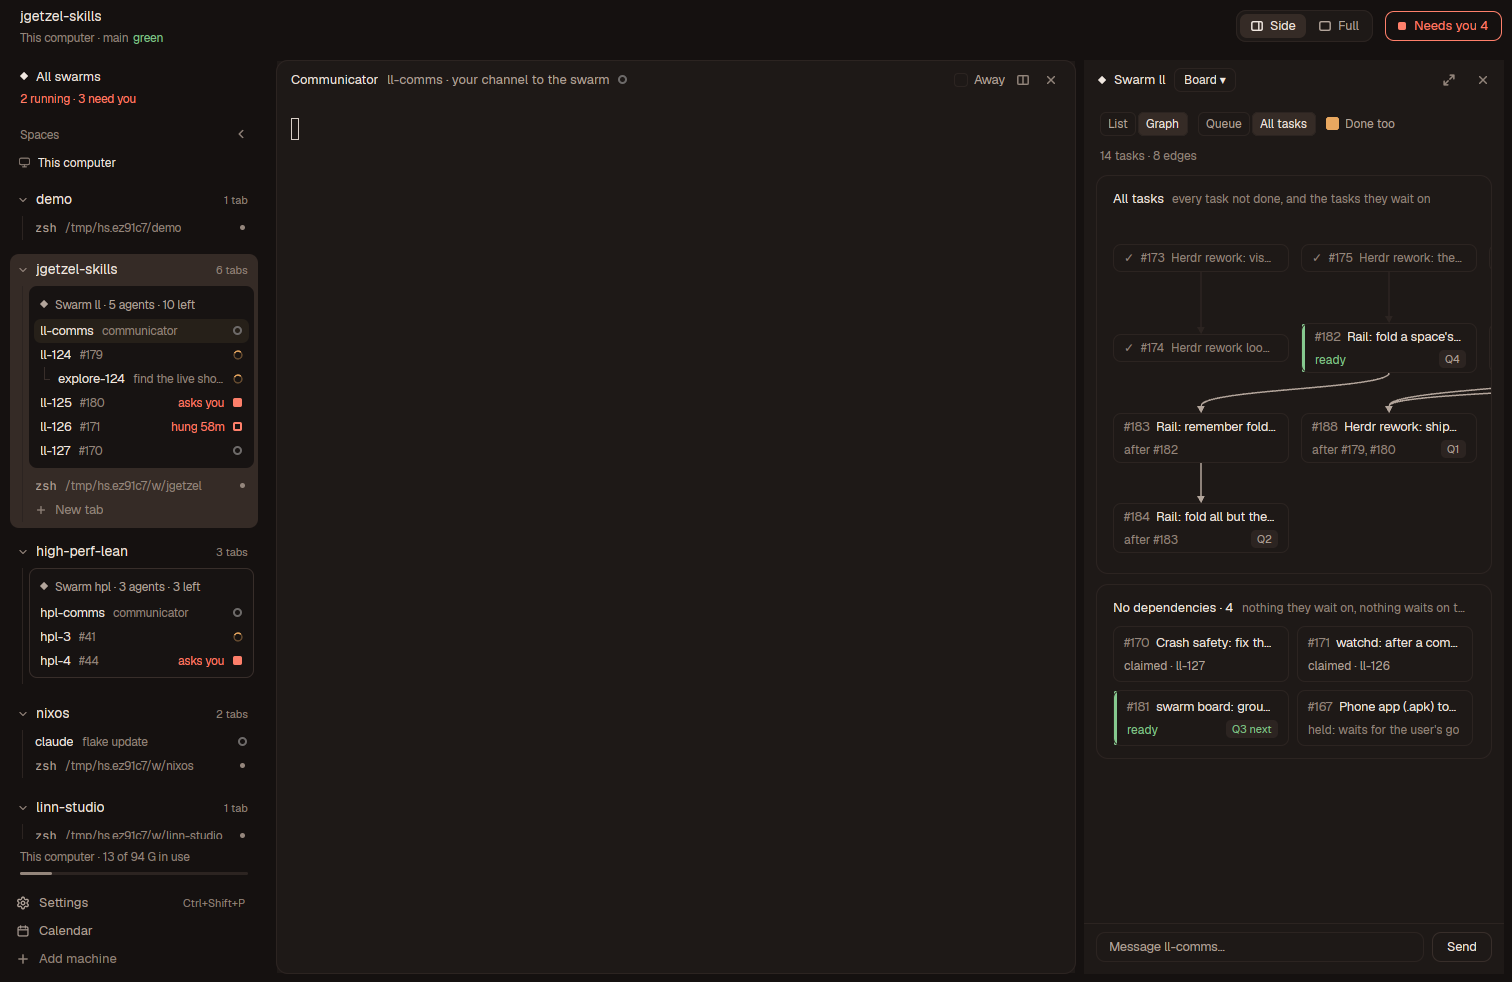 jgetzel-skills
This computer · main green
Side
Full
Needs you 4
All swarms
2 running · 3 need you
Spaces
This computer
demo 1 tab
zsh /tmp/hs.ez91c7/demo
jgetzel-skills 6 tabs
Swarm ll · 5 agents · 10 left
ll-comms communicator
ll-124 #179
explore-124 find the live sho...
ll-125 #180 asks you
ll-126 #171 hung 58m
ll-127 #170
zsh /tmp/hs.ez91c7/w/jgetzel
+ New tab
high-perf-lean 3 tabs
Swarm hpl · 3 agents · 3 left
hpl-comms communicator
hpl-3 #41
hpl-4 #44 asks you
nixos 2 tabs
claude flake update
zsh /tmp/hs.ez91c7/w/nixos
linn-studio 1 tab
zsh /tmp/hs.ez91c7/w/linn-studio
This computer · 13 of 94 G in use
Settings Ctrl+Shift+P
Calendar
+ Add machine
Communicator ll-comms · your channel to the swarm
Away
Swarm ll Board ▾
List Graph Queue All tasks Done too
14 tasks · 8 edges
All tasks every task not done, and the tasks they wait on
✓ #173 Herdr rework: vis...
✓ #175 Herdr rework: the...
✓ #174 Herdr rework loo...
#182 Rail: fold a space's...
ready Q4
#183 Rail: remember fold...
after #182
#188 Herdr rework: ship...
after #179, #180 Q1
#184 Rail: fold all but the...
after #183 Q2
No dependencies · 4 nothing they wait on, nothing waits on t...
#170 Crash safety: fix th...
claimed · ll-127
#171 watchd: after a com...
claimed · ll-126
#181 swarm board: grou...
ready Q3 next
#167 Phone app (.apk) to...
held: waits for the user's go
Message ll-comms...
Send